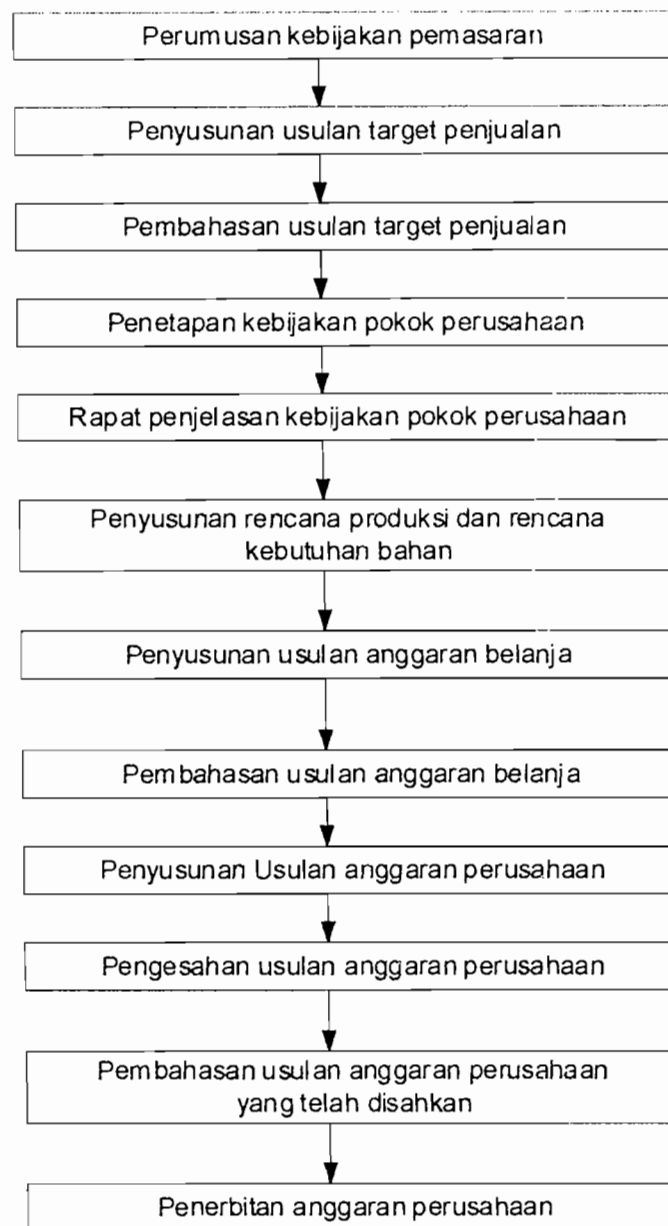 Perumusan kebijakan pemasaran
Penyusunan usulan target penjualan
Pembahasan usulan target penjualan
Penetapan kebijakan pokok perusahaan
Rapat penjelasan kebijakan pokok perusahaan
Penyusunan rencana produksi dan rencana
kebutuhan bahan
Penyusunan usulan anggaran belanja
Pembahasan usulan anggaran belanja
Penyusunan Usulan anggaran perusahaan
Pengesahan usulan anggaran perusahaan
Pembahasan usulan anggaran perusahaan
yang telah disahkan
Penerbitan anggaran perusahaan